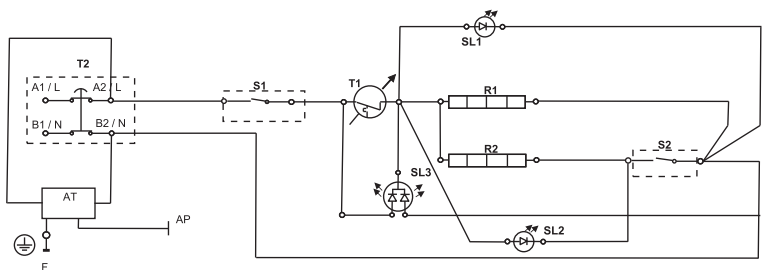 SL1
T2
A1 / L
A2 / L
S1
T1
R1
B1 / N
B2 / N
R2
S2
SL3
AT
AP
SL2
E